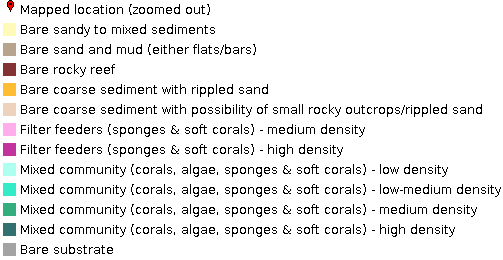 Mapped location (zoomed out)
Bare sandy to mixed sediments
Bare sand and mud (either flats/bars)
Bare rocky reef
Bare coarse sediment with rippled sand
Bare coarse sediment with possibility of small rocky outcrops/rippled sand
Filter feeders (sponges & soft corals) - medium density
Filter feeders (sponges & soft corals) - high density
Mixed community (corals, algae, sponges & soft corals) - low density
Mixed community (corals, algae, sponges & soft corals) - low-medium density
Mixed community (corals, algae, sponges & soft corals) - medium density
Mixed community (corals, algae, sponges & soft corals) - high density
Bare substrate